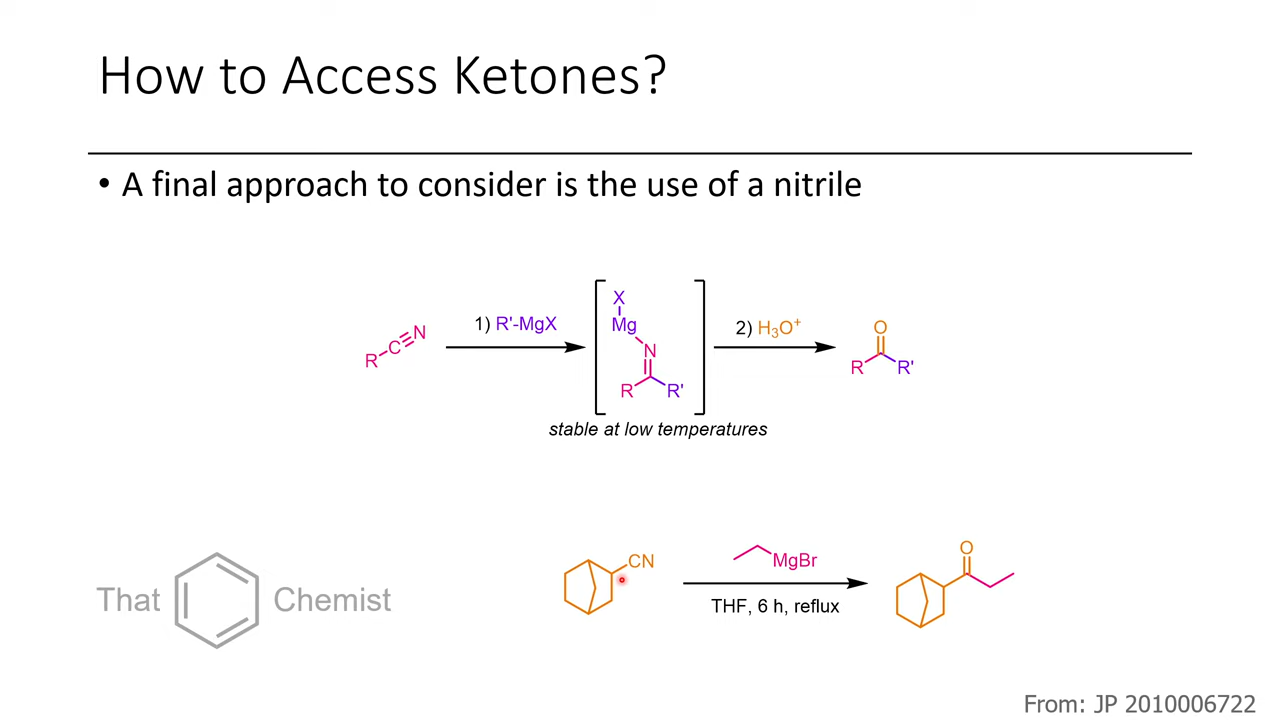 How to Access Ketones?
• A final approach to consider is the use of a nitrile
R C N
1) R'-MgX
X
Mg
N
R R'
stable at low temperatures
2) H₃O⁺
O
R R'
That Chemist
CN
MgBr
THF, 6 h, reflux
O
From: JP 2010006722